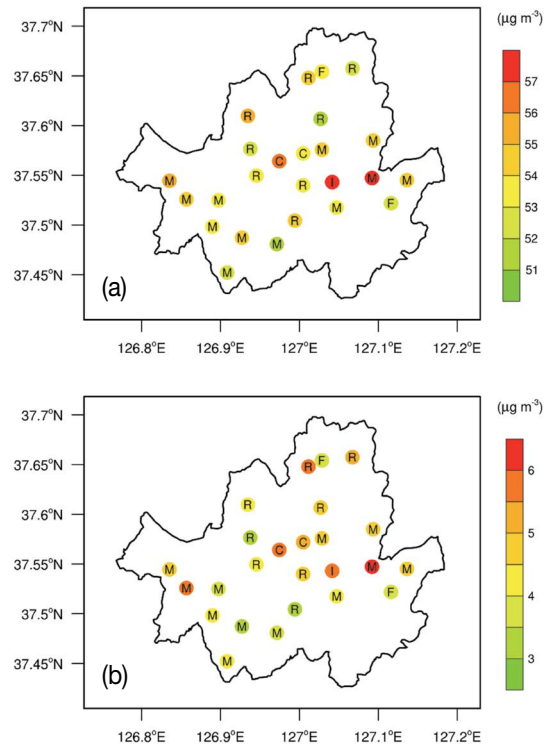 (µg m⁻³)
37.7°N
R F R
37.65°N
57
R R
56
37.6°N
M
R C M
55
C
R
37.55°N
M R I M M
54
M M M F
53
37.5°N
M R
52
M M
37.45°N
M
51
(a)
126.8°E 126.9°E 127°E 127.1°E 127.2°E
(µg m⁻³)
37.7°N
R F R
37.65°N
6
R R
37.6°N
M
5
R C M
C
R
37.55°N
M R I M M
4
M M M F
37.5°N
M R
3
M M
37.45°N
M
(b)
126.8°E 126.9°E 127°E 127.1°E 127.2°E